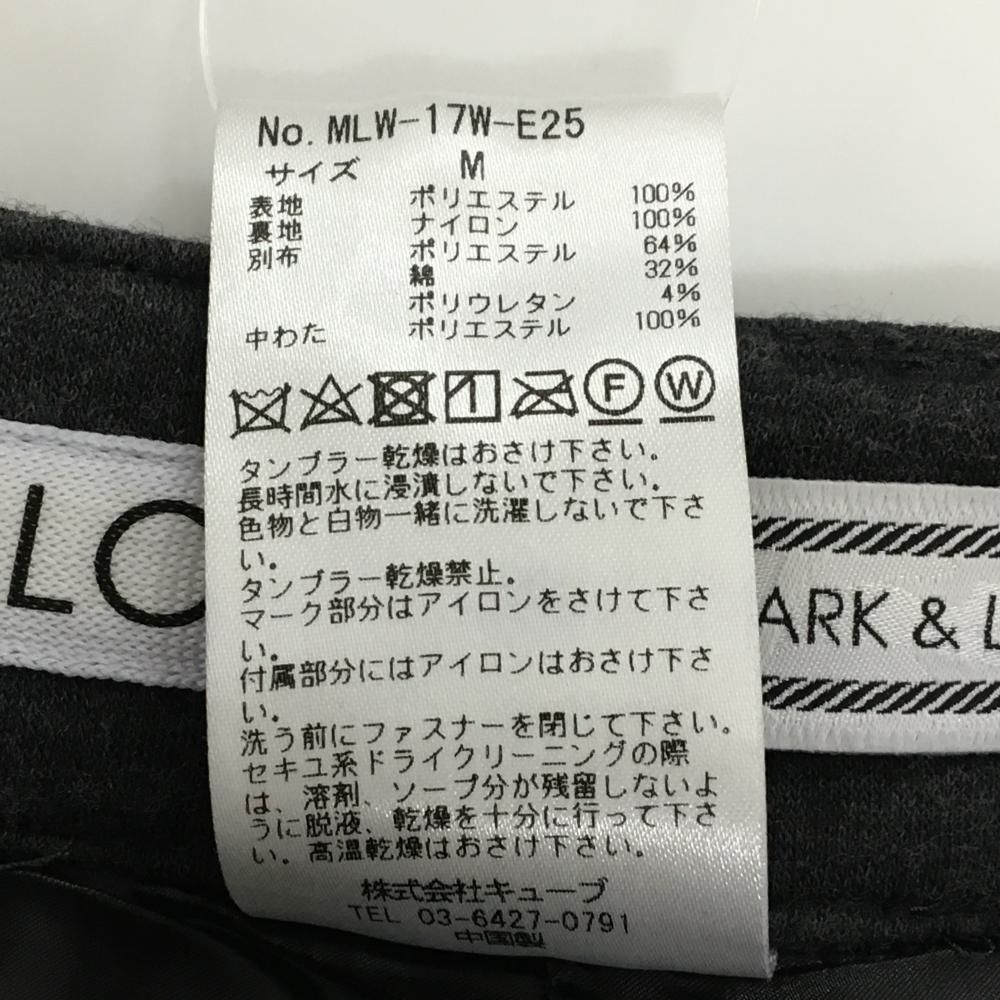 No. MLW-17W-E25
サイズ M
表地 ポリエステル 100%
裏地 ナイロン 100%
別布 ポリエステル 64%
綿 32%
ポリウレタン 4%
中わた ポリエステル 100%
F W
タンブラー乾燥はおさけ下さい。
長時間水に浸漬しないで下さい。
色物と白物一緒に洗濯しないで下さ
い。
タンブラー乾燥禁止。
マーク部分はアイロンをさけて下さ
い。
付属部分にはアイロンはおさけ下さ
い。
洗う前にファスナーを閉じて下さい。
セキユ系ドライクリーニングの際
は、溶剤、ソープ分が残留しないよ
うに脱液、乾燥を十分に行って下さ
い。高温乾燥はおさけ下さい。
株式会社キューブ
TEL 03-6427-0791
中国製
LO
ARK & L